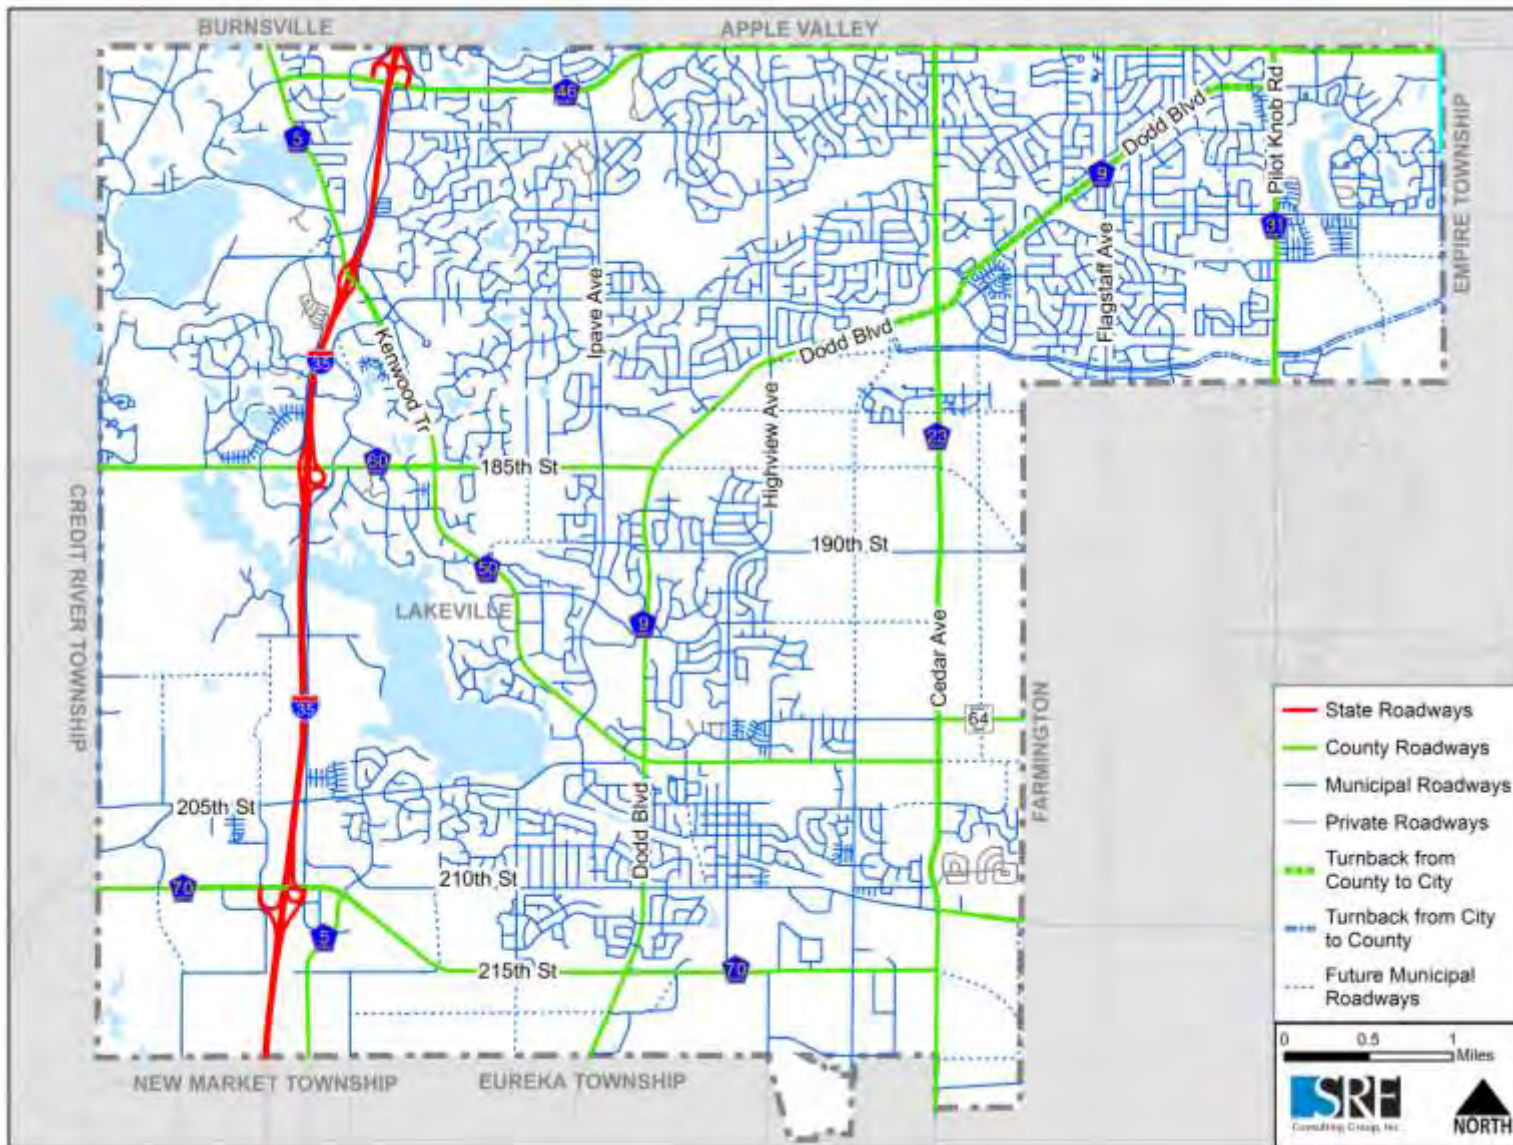 BURNSVILLE
APPLE VALLEY
46
5
Dodd Blvd
Pilot Knob Rd
EMPIRE TOWNSHIP
9
31
Flagstaff Ave
Ipave Ave
Kenwood Tr
Dodd Blvd
35
Highview Ave
23
60
185th St
CREDIT RIVER TOWNSHIP
190th St
50
LAKEVILLE
9
Cedar Ave
FARMINGTON
35
64
205th St
Dodd Blvd
70
210th St
5
215th St
70
NEW MARKET TOWNSHIP
EUREKA TOWNSHIP
State Roadways
County Roadways
Municipal Roadways
Private Roadways
Turnback from
County to City
Turnback from City
to County
Future Municipal
Roadways
0 0.5 1
Miles
SRF
Consulting Group, Inc.
NORTH